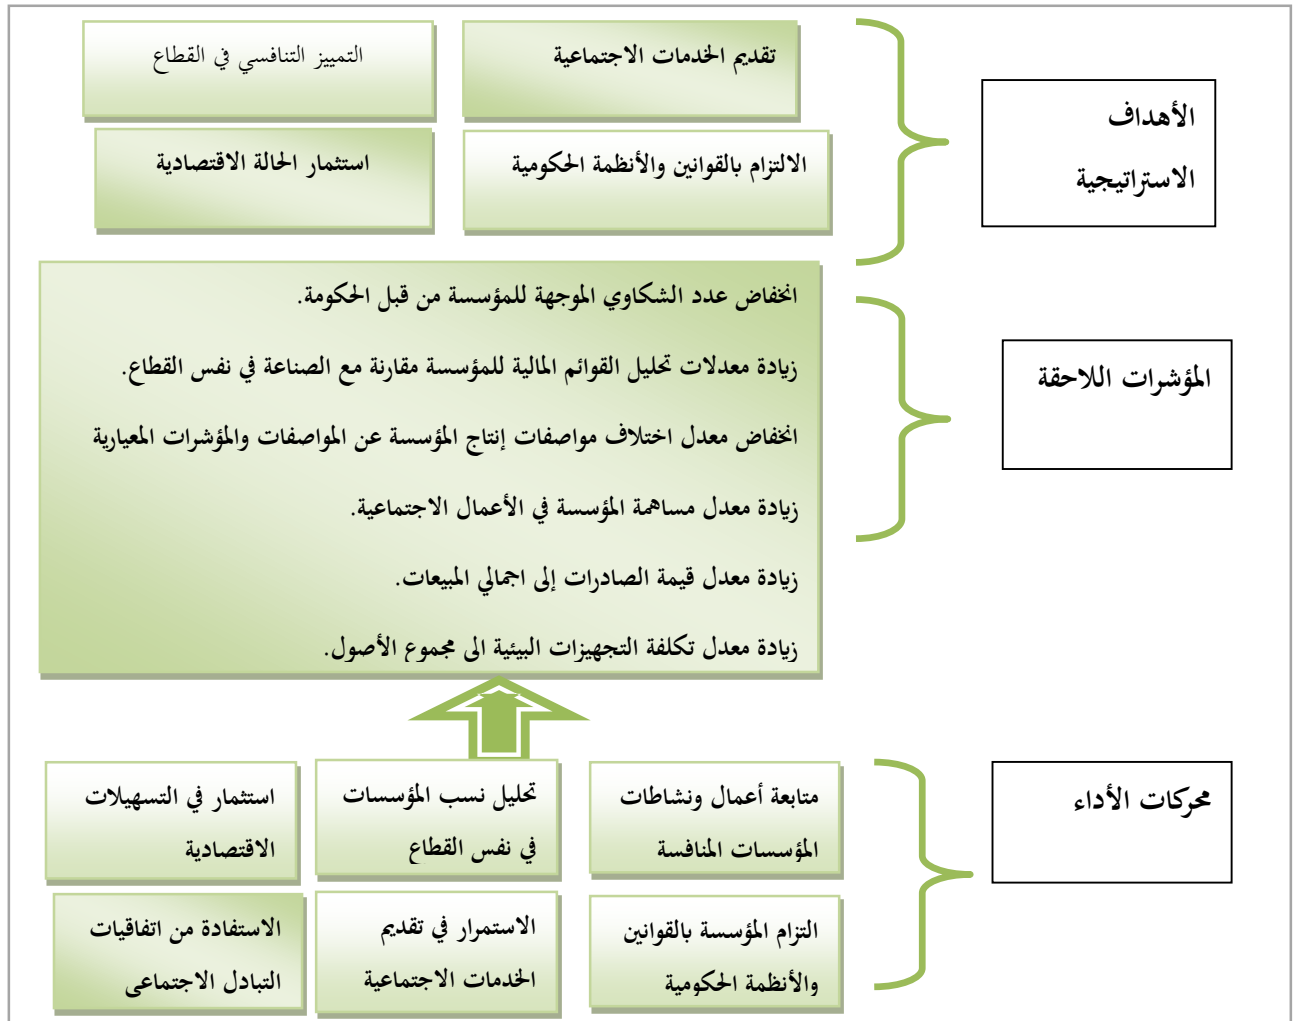 الأهداف
الاستراتيجية
تقديم الخدمات الاجتماعية
التمييز التنافسي في القطاع
الالتزام بالقوانين والأنظمة الحكومية
استثمار الحالة الاقتصادية
المؤشرات اللاحقة
انخفاض عدد الشكاوي الموجهة للمؤسسة من قبل الحكومة.
زيادة معدلات تحليل القوائم المالية للمؤسسة مقارنة مع الصناعة في نفس القطاع.
انخفاض معدل اختلاف مواصفات إنتاج المؤسسة عن المواصفات والمؤشرات المعيارية
زيادة معدل مساهمة المؤسسة في الأعمال الاجتماعية.
زيادة معدل قيمة الصادرات إلى اجمالي المبيعات.
زيادة معدل تكلفة التجهيزات البيئية الى مجموع الأصول.
محركات الأداء
متابعة أعمال ونشاطات
المؤسسات المنافسة
تحليل نسب المؤسسات
في نفس القطاع
استثمار في التسهيلات
الاقتصادية
التزام المؤسسة بالقوانين
والأنظمة الحكومية
الاستمرار في تقديم
الخدمات الاجتماعية
الاستفادة من اتفاقيات
التبادل الاجتماعى